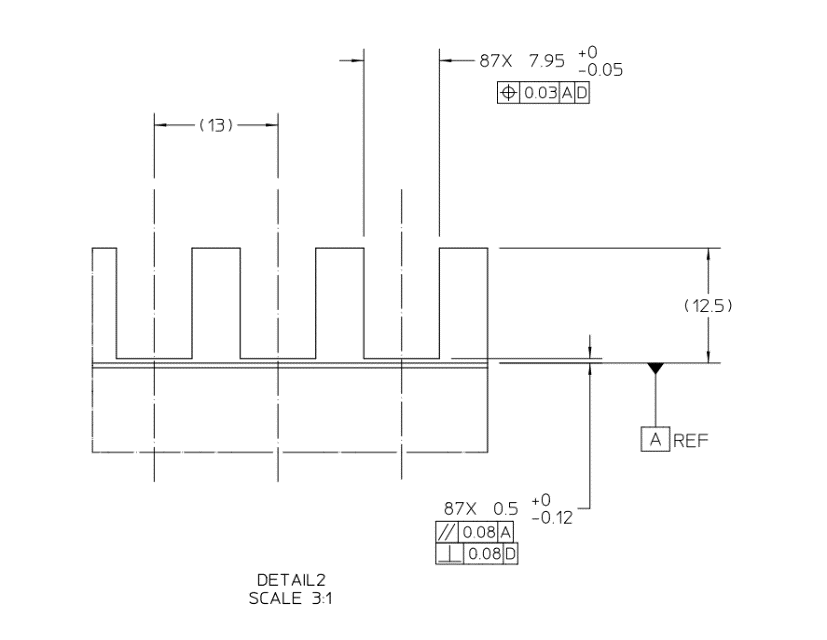 87X 7.95 +0
-0.05
⌖ 0.03 A D
(13)
(12.5)
A REF
87X 0.5 +0
-0.12
// 0.08 A
⊥ 0.08 D
DETAIL2
SCALE 3:1